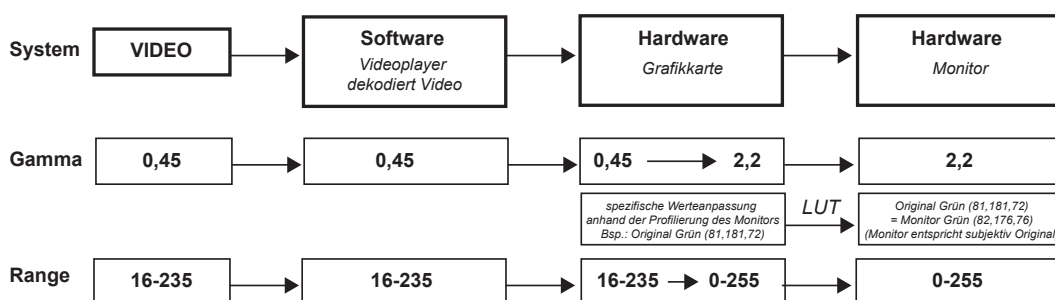 System
VIDEO
Software
Videoplayer
dekodiert Video
Hardware
Grafikkarte
Hardware
Monitor
Gamma
0,45
0,45
0,45 2,2
2,2
spezifische Werteanpassung
anhand der Profilierung des Monitors
Bsp.: Original Grün (81,181,72)
LUT
Original Grün (81,181,72)
= Monitor Grün (82,176,76)
(Monitor entspricht subjektiv Original)
Range
16-235
16-235
16-235 0-255
0-255